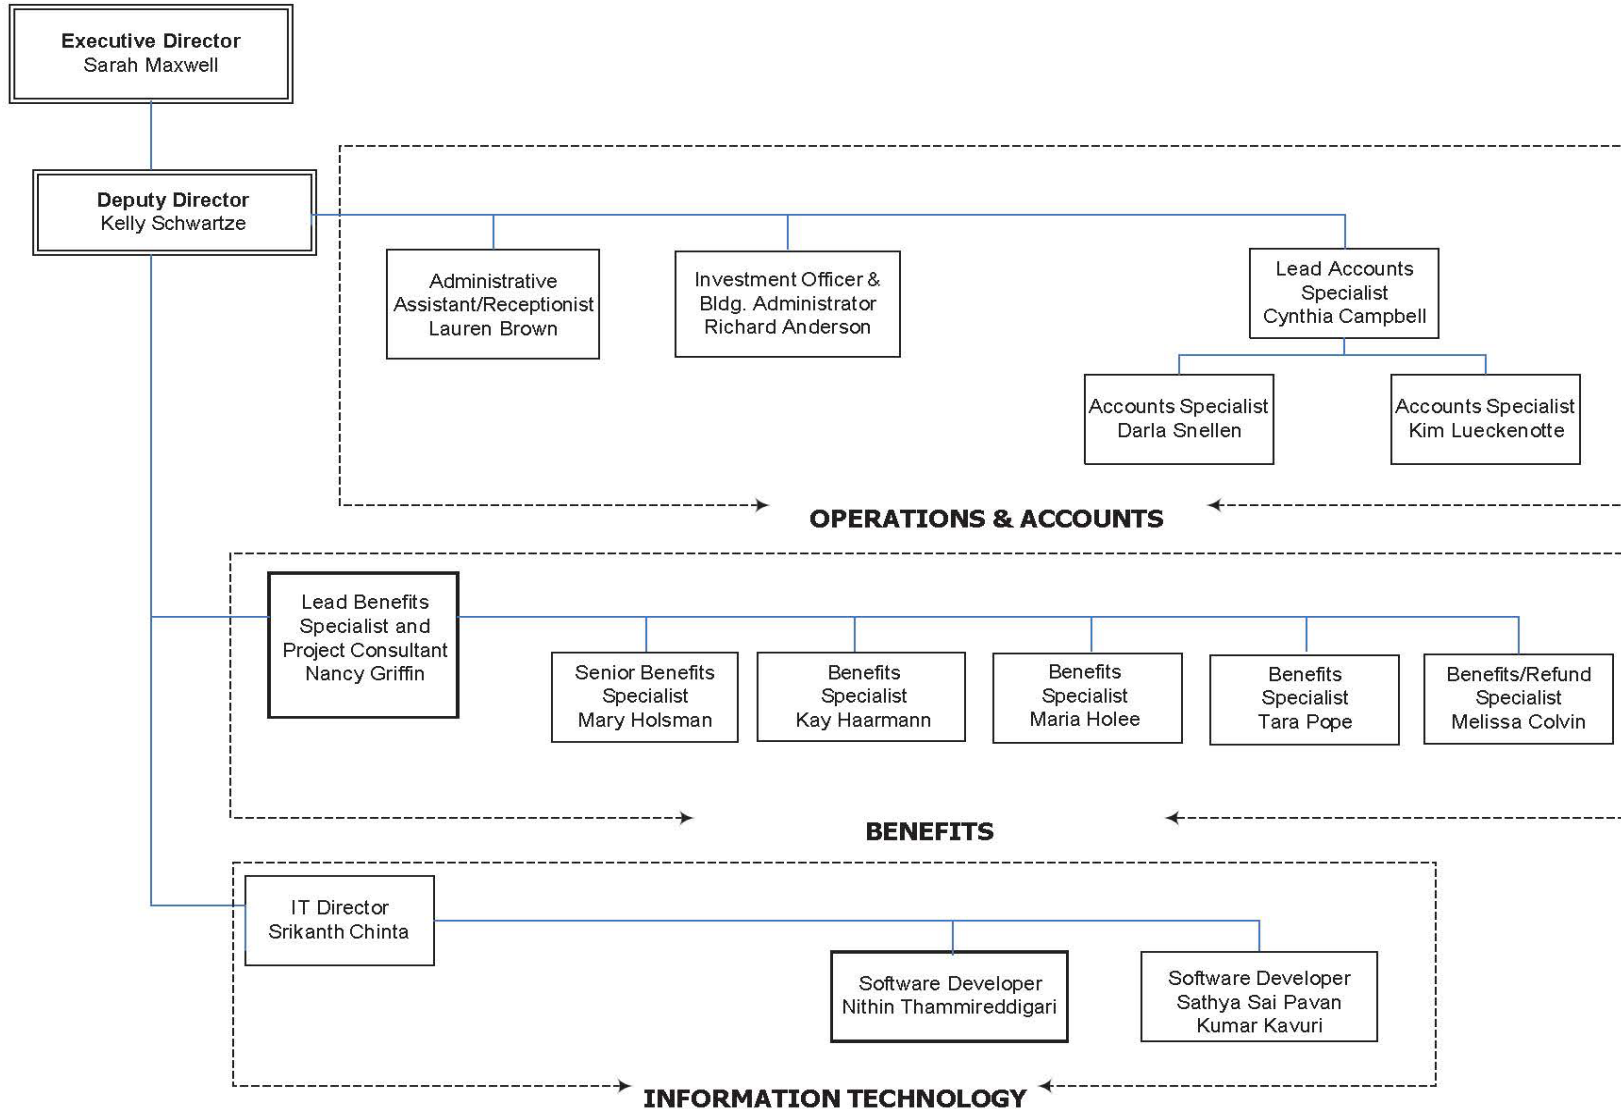 Executive Director
Sarah Maxwell
Deputy Director
Kelly Schwartze
Administrative
Assistant/Receptionist
Lauren Brown
Investment Officer &
Bldg. Administrator
Richard Anderson
Lead Accounts
Specialist
Cynthia Campbell
Accounts Specialist
Darla Snellen
Accounts Specialist
Kim Lueckenotte
OPERATIONS & ACCOUNTS
Lead Benefits
Specialist and
Project Consultant
Nancy Griffin
Senior Benefits
Specialist
Mary Holsman
Benefits
Specialist
Kay Haarmann
Benefits
Specialist
Maria Holee
Benefits
Specialist
Tara Pope
Benefits/Refund
Specialist
Melissa Colvin
BENEFITS
IT Director
Srikanth Chinta
Software Developer
Nithin Thammireddigari
Software Developer
Sathya Sai Pavan
Kumar Kavuri
INFORMATION TECHNOLOGY